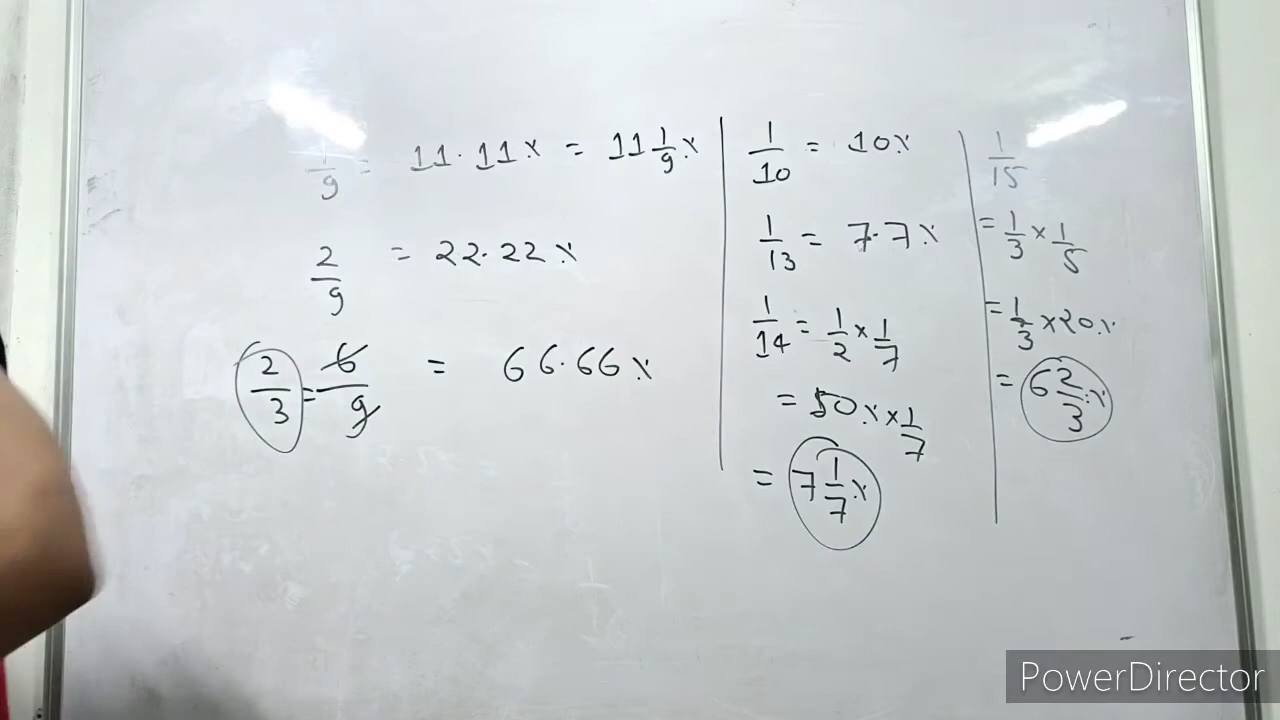 1/9 = 11.11% = 11 1/9 %
2/9 = 22.22%
2/3 = 6/9 = 66.66%
1/10 = 10%
1/13 = 7.7%
1/14 = 1/2 × 1/7
= 50% × 1/7
= 7 1/7 %
1/15
= 1/3 × 1/5
= 1/3 × 20%
= 6 2/3 %
PowerDirector